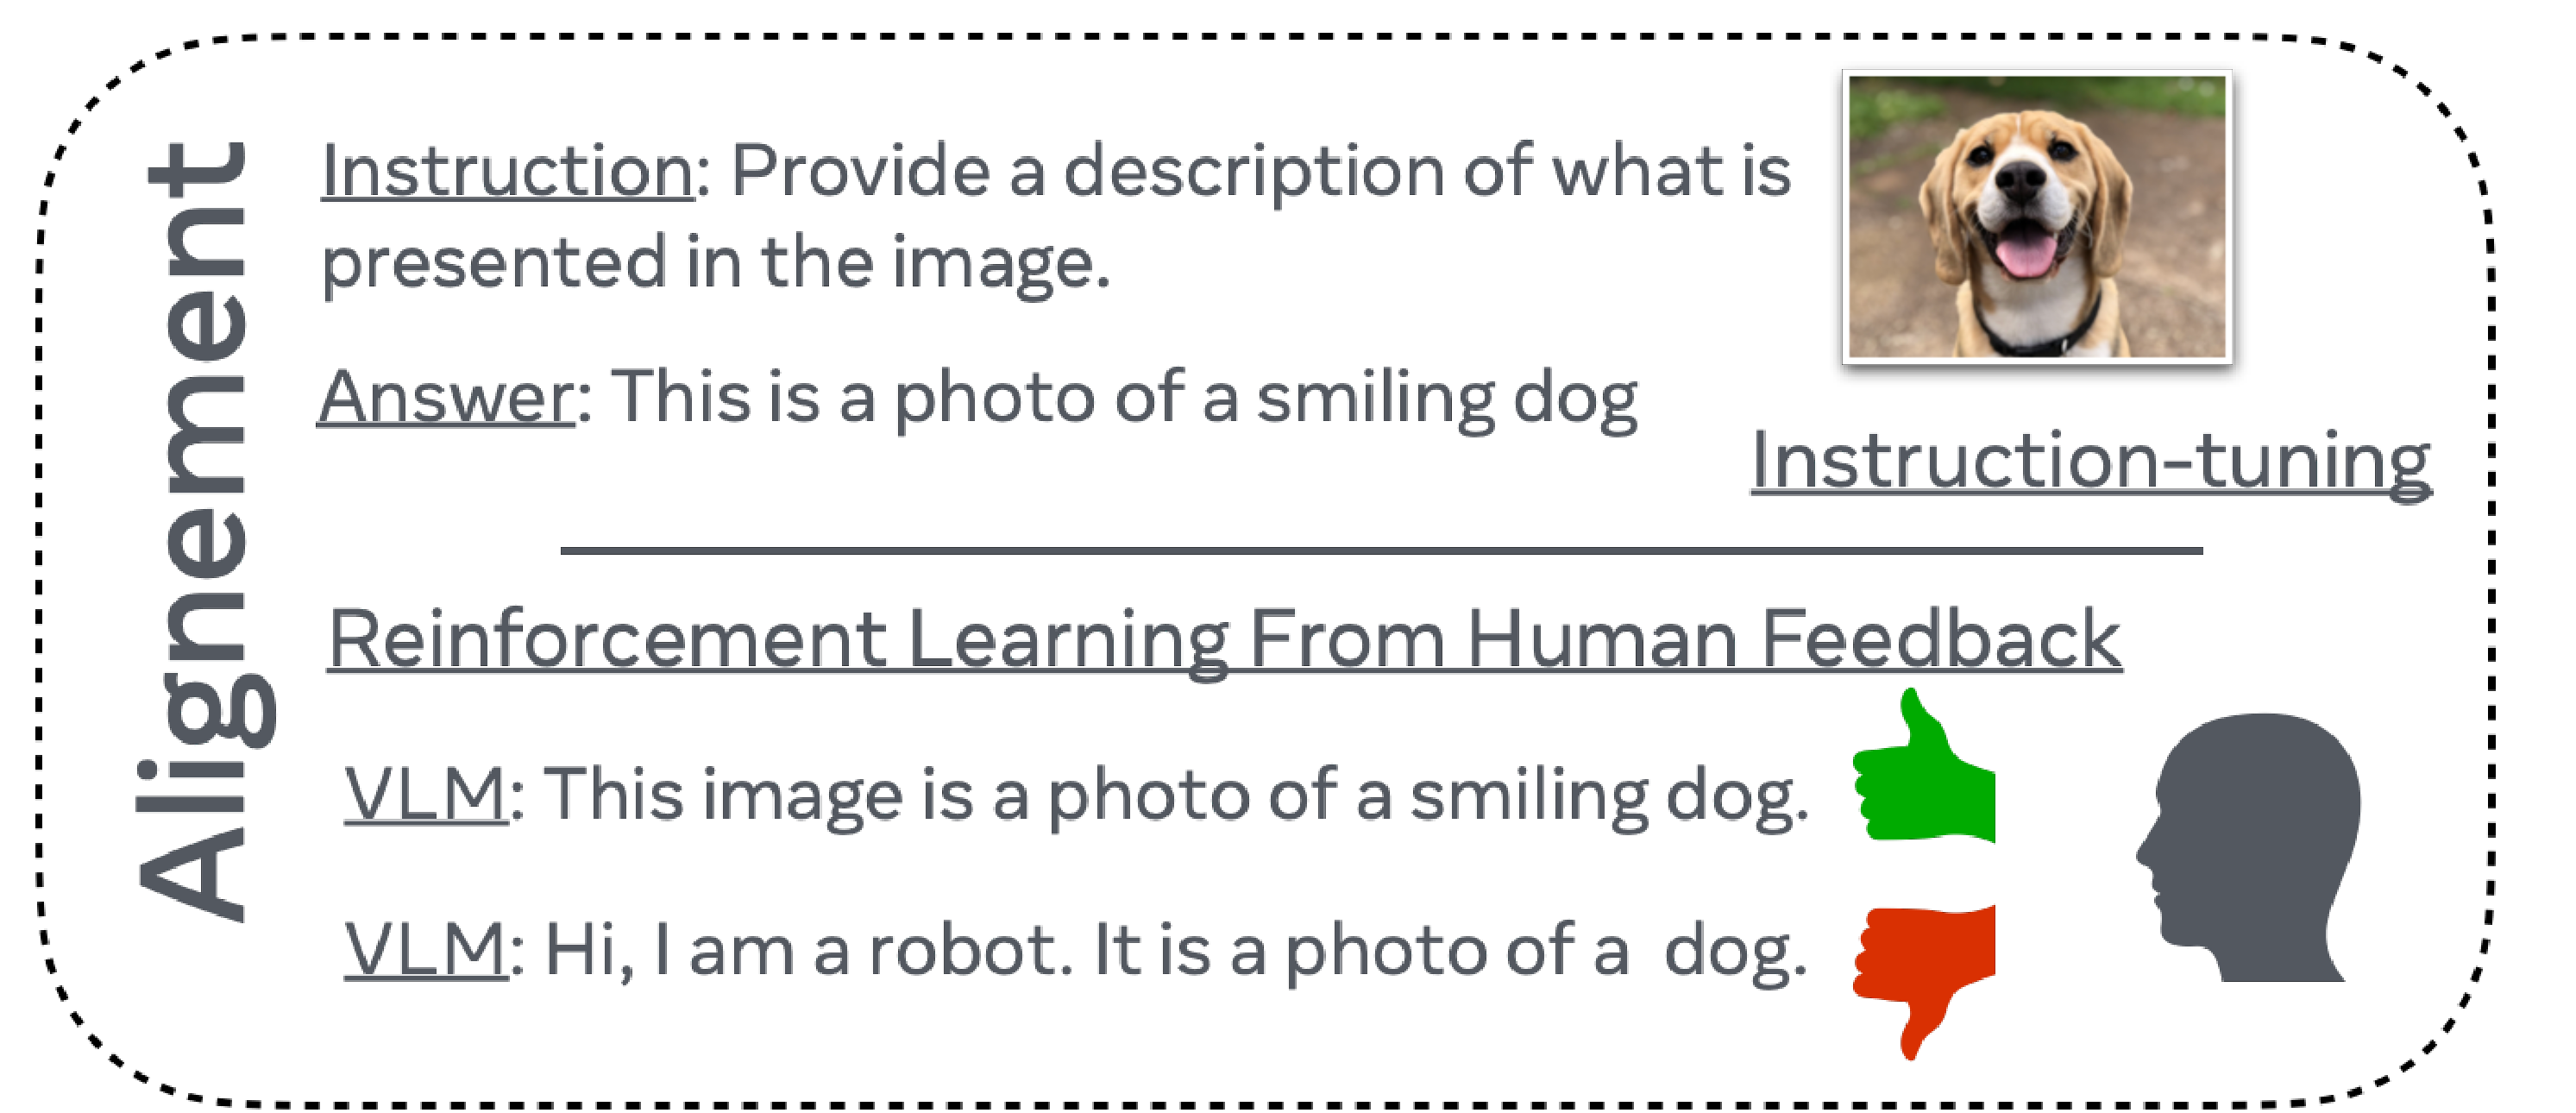 Alignement
Instruction: Provide a description of what is
presented in the image.
Answer: This is a photo of a smiling dog
Instruction-tuning
Reinforcement Learning From Human Feedback
VLM: This image is a photo of a smiling dog.
VLM: Hi, I am a robot. It is a photo of a dog.